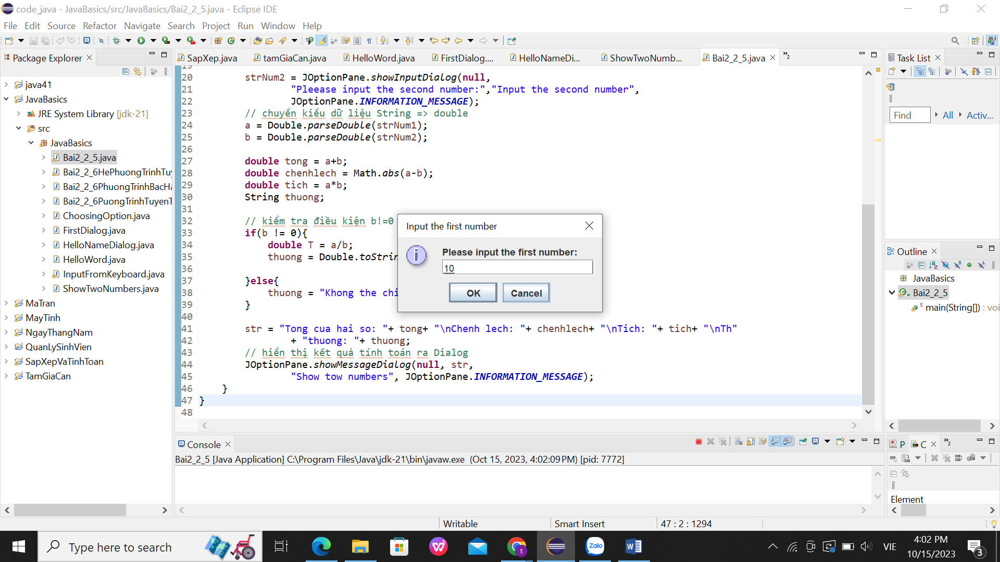 code_java - JavaBasics/src/JavaBasics/Bai2_2_5.java - Eclipse IDE
File Edit Source Refactor Navigate Search Project Run Window Help
Package Explorer
java41
JavaBasics
JRE System Library [jdk-21]
src
JavaBasics
Bai2_2_5.java
Bai2_2_6HePhuongTrinhTuy
Bai2_2_6PhuongTrinhBacHa
Bai2_2_6PuongTrinhTuyenT
ChoosingOption.java
FirstDialog.java
HelloNameDialog.java
HelloWord.java
InputFromKeyboard.java
ShowTwoNumbers.java
MaTran
MayTinh
NgayThangNam
QuanLySinhVien
SapXepVaTinhToan
TamGiaCan
SapXep.java tamGiaCan.java HelloWord.java FirstDialog.... HelloNameDi... ShowTwoNumb... Bai2_2_5.java »2
19
20 strNum2 = JOptionPane.showInputDialog(null,
21 "Pleease input the second number:","Input the second number",
22 JOptionPane.INFORMATION_MESSAGE);
23 // chuyển kiểu dữ liệu String => double
24 a = Double.parseDouble(strNum1);
25 b = Double.parseDouble(strNum2);
26
27 double tong = a+b;
28 double chenhlech = Math.abs(a-b);
29 double tich = a*b;
30 String thuong;
31
32 // kiểm tra điều kiện b!=0
33 if(b != 0){
34 double T = a/b;
35 thuong = Double.toStrin
36
37 }else{
38 thuong = "Khong the chi
39 }
40
41 str = "Tong cua hai so: "+ tong+ "\nChenh lech: "+ chenhlech+ "\nTich: "+ tich+ "\nTh"
42 + "thuong: "+ thuong;
43 // hiển thị kết quả tính toán ra Dialog
44 JOptionPane.showMessageDialog(null, str,
45 "Show tow numbers", JOptionPane.INFORMATION_MESSAGE);
46 }
47 }
48
Input the first number
Please input the first number:
10
OK Cancel
Task List
Find All Activ...
Outline
JavaBasics
Bai2_2_5
main(String[]) : voi
Console
Bai2_2_5 [Java Application] C:\Program Files\Java\jdk-21\bin\javaw.exe (Oct 15, 2023, 4:02:09 PM) [pid: 7772]
P C »2
Element
Writable Smart Insert 47 : 2 : 1294
Type here to search
Zalo
VIE
4:02 PM
10/15/2023
3